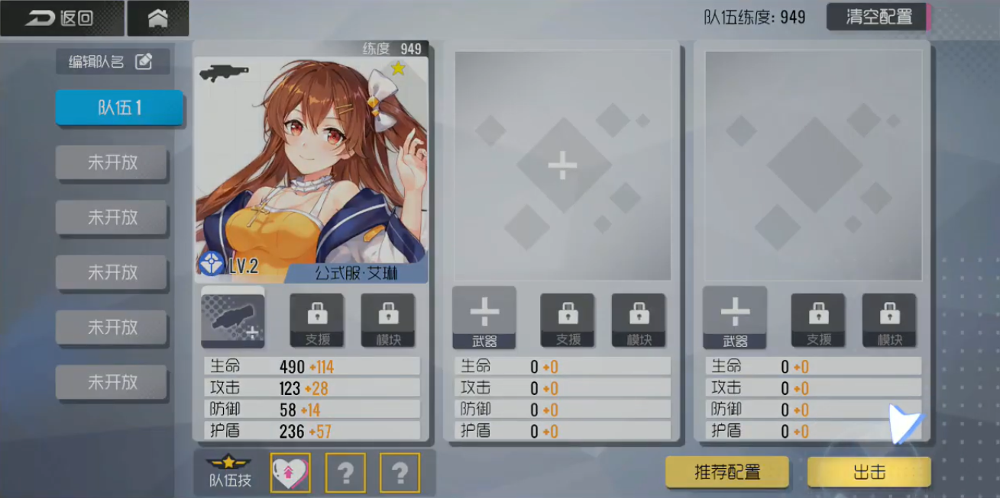 返回
队伍练度: 949
清空配置
编辑队名
队伍1
未开放
未开放
未开放
未开放
未开放
练度 949
LV.2
公式服·艾琳
支援
模块
生命 490 +114
攻击 123 +28
防御 58 +14
护盾 236 +57
武器
支援
模块
生命 0 +0
攻击 0 +0
防御 0 +0
护盾 0 +0
武器
支援
模块
生命 0 +0
攻击 0 +0
防御 0 +0
护盾 0 +0
队伍技
?
?
推荐配置
出击